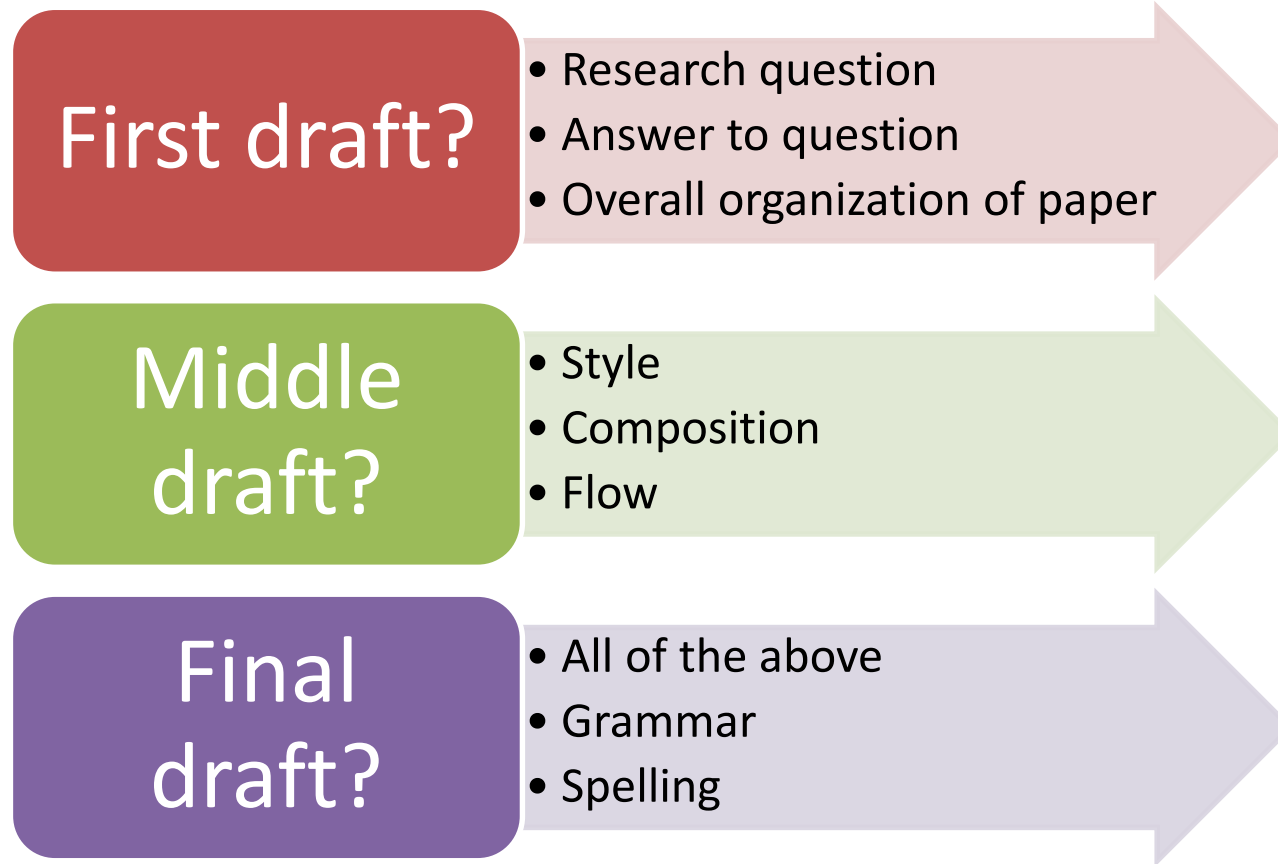 First draft?
• Research question
• Answer to question
• Overall organization of paper
Middle
draft?
• Style
• Composition
• Flow
Final
draft?
• All of the above
• Grammar
• Spelling